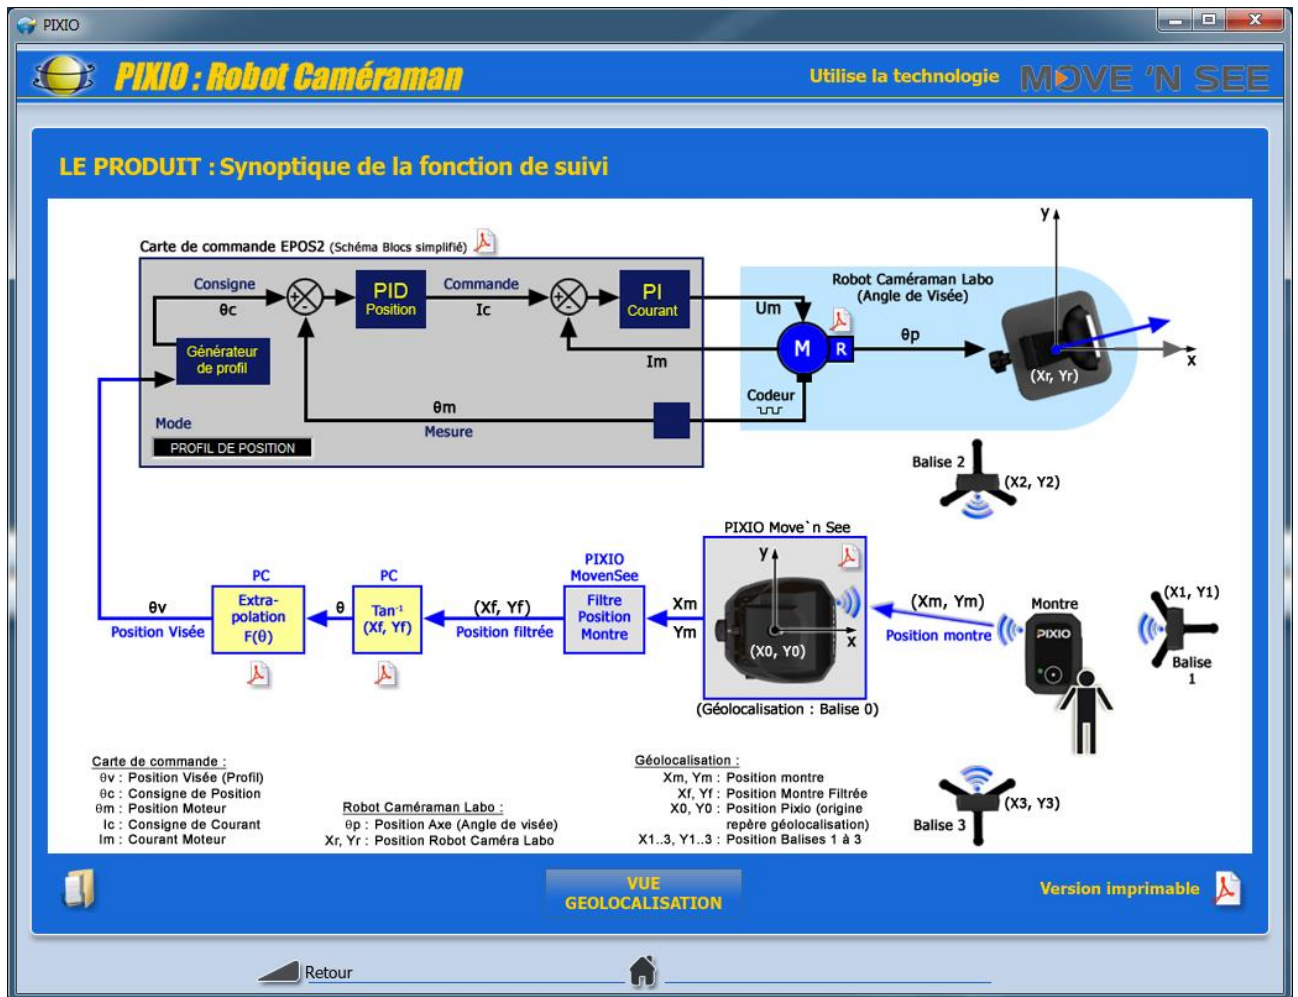 PIXIO
PIXIO : Robot Caméraman
Utilise la technologie
MOVE 'N SEE
LE PRODUIT : Synoptique de la fonction de suivi
Carte de commande EPOS2 (Schéma Blocs simplifié)
Consigne
θc
PID
Position
Commande
Ic
PI
Courant
Um
Im
Générateur
de profil
θm
Mesure
Mode
PROFIL DE POSITION
Robot Caméraman Labo
(Angle de Visée)
M
R
θp
Codeur
y
x
(Xr, Yr)
Balise 2
(X2, Y2)
PIXIO Move`n See
y
x
(X0, Y0)
(Géolocalisation : Balise 0)
(Xm, Ym)
Position montre
Montre
PIXIO
(X1, Y1)
Balise
1
Balise 3
(X3, Y3)
PIXIO
MovenSee
Filtre
Position
Montre
Xm
Ym
(Xf, Yf)
Position filtrée
PC
Tan-1
(Xf, Yf)
θ
PC
Extra-
polation
F(θ)
θv
Position Visée
Carte de commande :
θv : Position Visée (Profil)
θc : Consigne de Position
θm : Position Moteur
Ic : Consigne de Courant
Im : Courant Moteur
Robot Caméraman Labo :
θp : Position Axe (Angle de visée)
Xr, Yr : Position Robot Caméra Labo
Géolocalisation :
Xm, Ym : Position montre
Xf, Yf : Position Montre Filtrée
X0, Y0 : Position Pixio (origine
repère géolocalisation)
X1..3, Y1..3 : Position Balises 1 à 3
VUE
GEOLOCALISATION
Version imprimable
Retour